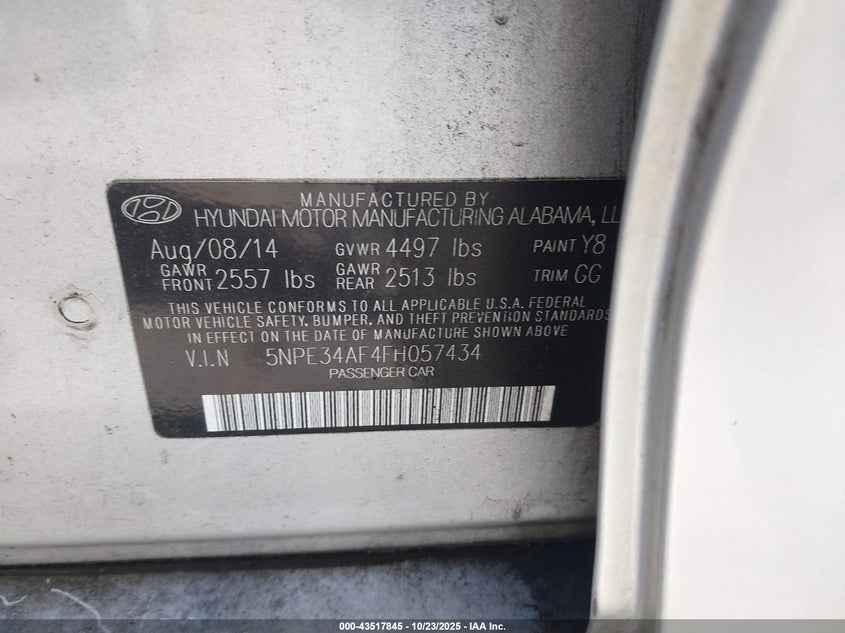 MANUFACTURED BY
HYUNDAI MOTOR MANUFACTURING ALABAMA, LL
Aug/08/14 GVWR 4497 lbs PAINT Y8
GAWR FRONT 2557 lbs GAWR REAR 2513 lbs TRIM GG
THIS VEHICLE CONFORMS TO ALL APPLICABLE U.S.A. FEDERAL
MOTOR VEHICLE SAFETY, BUMPER, AND THEFT PREVENTION STANDARDS
IN EFFECT ON THE DATE OF MANUFACTURE SHOWN ABOVE
V.I.N 5NPE34AF4FH057434
PASSENGER CAR
000-43517845 - 10/23/2025 - IAA Inc.